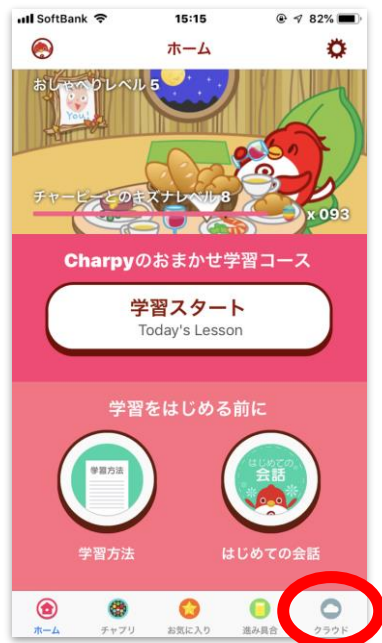 SoftBank 15:15 82%
ホーム
おしゃべりレベル 5
You!
チャーピーとのキズナレベル 8
x 093
Charpyのおまかせ学習コース
学習スタート
Today's Lesson
学習をはじめる前に
学習方法
はじめての
会話
学習方法 はじめての会話
ホーム チャプリ お気に入り 進み具合 クラウド